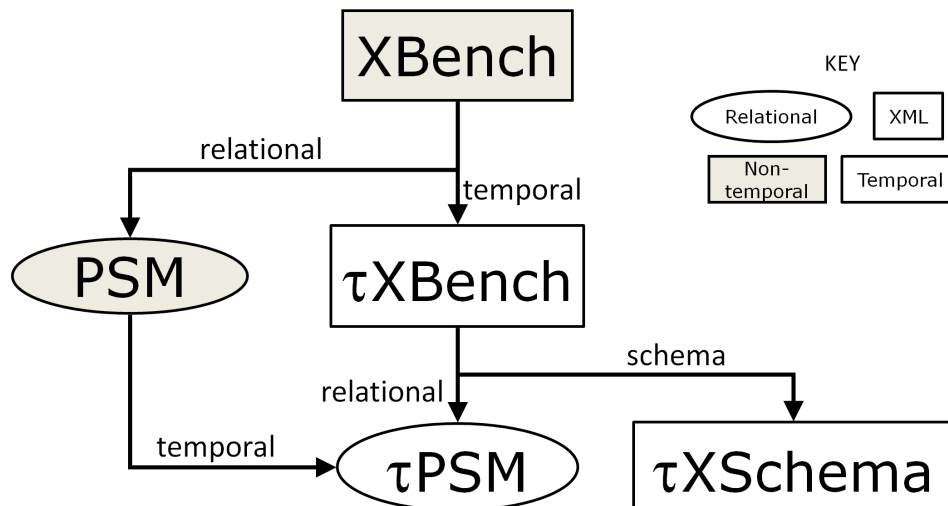 XBench
KEY
Relational
XML
relational
Non-
temporal
Temporal
temporal
PSM
τXBench
schema
relational
temporal
τPSM
τXSchema